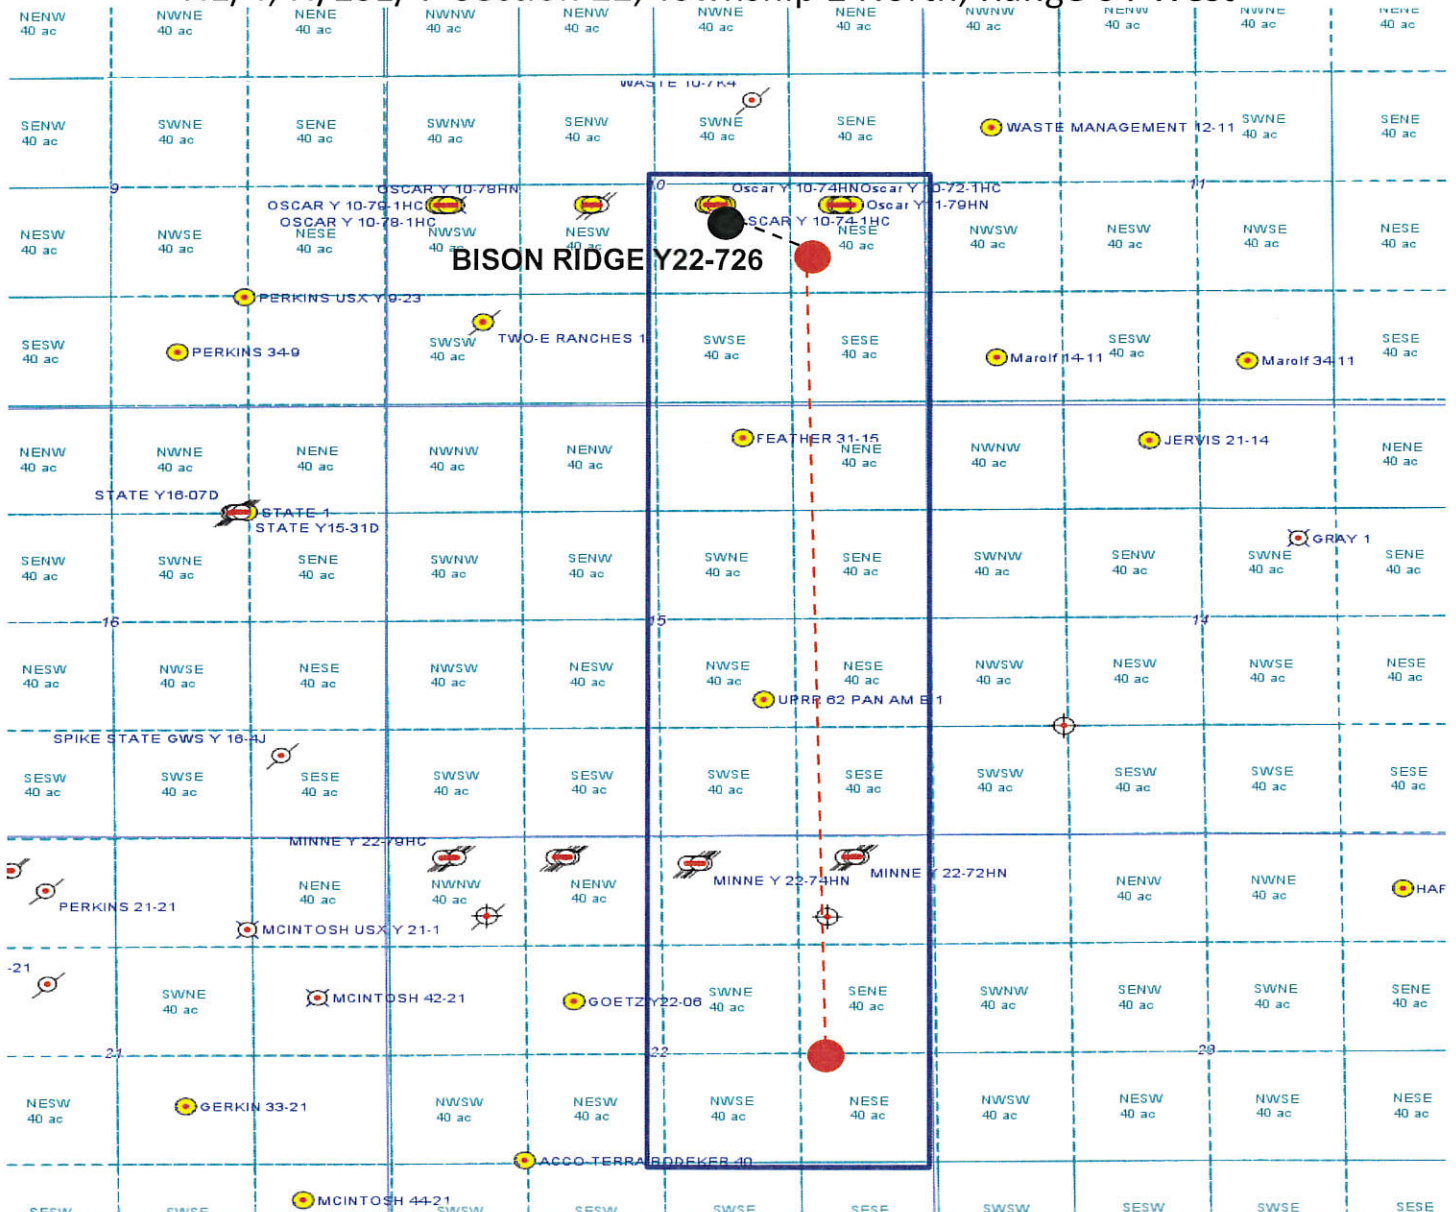 NENW NWNE NENE NWNW NENW NWNE NENE NWNW NENW NWNE NENE
40 ac 40 ac 40 ac 40 ac 40 ac 40 ac 40 ac 40 ac 40 ac 40 ac 40 ac
WASTE 10-7K4
SENW SWNE SENE SWNW SENW SWNE SENE WASTE MANAGEMENT 12-11 SWNE SENE
40 ac 40 ac 40 ac 40 ac 40 ac 40 ac 40 ac 40 ac 40 ac
9 OSCAR Y 10-78HN 10 Oscar Y 10-74HN Oscar Y 10-72-1HC 11
OSCAR Y 10-79-1HC Oscar Y 1-79HN
OSCAR Y 10-78-1HC SCAR Y 10-74-1HC
NESW NWSE NESE NWSW NESW NESE NWSW NESW NWSE NESE
40 ac 40 ac 40 ac 40 ac 40 ac 40 ac 40 ac 40 ac 40 ac
BISON RIDGE Y22-726
PERKINS USX Y 9-23
SESW PERKINS 34-9 SWSW TWO-E RANCHES 1 SWSE SESE Marolf 14-11 SESW Marolf 34-11 SESE
40 ac 40 ac 40 ac 40 ac 40 ac 40 ac
FEATHER 31-15 JERVIS 21-14
NENW NWNE NENE NWNW NENW NENE NWNW NENE
40 ac 40 ac 40 ac 40 ac 40 ac 40 ac 40 ac 40 ac
STATE Y16-07D
STATE 1
STATE Y15-31D
GRAY 1
SENW SWNE SENE SWNW SENW SWNE SENE SWNW SENW SWNE SENE
40 ac 40 ac 40 ac 40 ac 40 ac 40 ac 40 ac 40 ac 40 ac 40 ac 40 ac
16 15 14
NESW NWSE NESE NWSW NESW NWSE NESE NWSW NESW NWSE NESE
40 ac 40 ac 40 ac 40 ac 40 ac 40 ac 40 ac 40 ac 40 ac 40 ac 40 ac
UPRR 62 PAN AM B 1
SPIKE STATE GWS Y 16-4J
SESW SWSE SESE SWSW SESW SWSE SESE SWSW SESW SWSE SESE
40 ac 40 ac 40 ac 40 ac 40 ac 40 ac 40 ac 40 ac 40 ac 40 ac 40 ac
MINNE Y 22-79HC
MINNE Y 22-74HN MINNE Y 22-72HN
NENE NWNW NENW NENW NWNE HAR
40 ac 40 ac 40 ac 40 ac 40 ac
PERKINS 21-21
MCINTOSH USX Y 21-1
-21
SWNE MCINTOSH 42-21 GOETZ Y22-06 SWNE SENE SWNW SENW SWNE SENE
40 ac 40 ac 40 ac 40 ac 40 ac 40 ac 40 ac
21 22 23
NESW GERKIN 33-21 NWSW NESW NWSE NESE NWSW NESW NWSE NESE
40 ac 40 ac 40 ac 40 ac 40 ac 40 ac 40 ac 40 ac 40 ac
ACCO-TERRA BODEKER 40
MCINTOSH 44-21
SESW SWSE SWSW SESW SWSE SESE SWSW SESW SWSE SESE